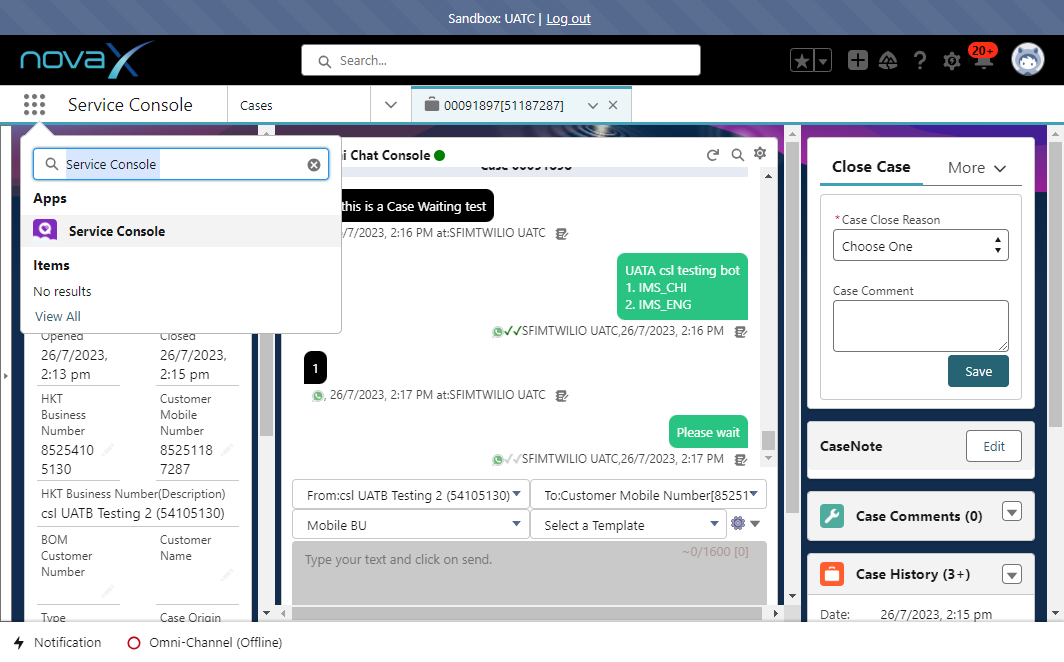 Sandbox: UATC | Log out
novaX
Search...
20+
Service Console
Cases
00091897[51187287]
Service Console
Apps
Service Console
Items
No results
View All
Opened
26/7/2023,
2:13 pm
Closed
26/7/2023,
2:15 pm
HKT
Business
Number
8525410
5130
Customer
Mobile
Number
8525118
7287
HKT Business Number(Description)
csl UATB Testing 2 (54105130)
BOM
Customer
Number
Customer
Name
Type
Case Origin
i Chat Console
Case 00091898
this is a Case Waiting test
/7/2023, 2:16 PM at:SFIMTWILIO UATC
UATA csl testing bot
1. IMS_CHI
2. IMS_ENG
SFIMTWILIO UATC,26/7/2023, 2:16 PM
1
, 26/7/2023, 2:17 PM at:SFIMTWILIO UATC
Please wait
SFIMTWILIO UATC,26/7/2023, 2:17 PM
From:csl UATB Testing 2 (54105130)
To:Customer Mobile Number[85251
Mobile BU
Select a Template
~0/1600 [0]
Type your text and click on send.
Close Case
More
*Case Close Reason
Choose One
Case Comment
Save
CaseNote
Edit
Case Comments (0)
Case History (3+)
Date:
26/7/2023, 2:15 pm
Notification
Omni-Channel (Offline)